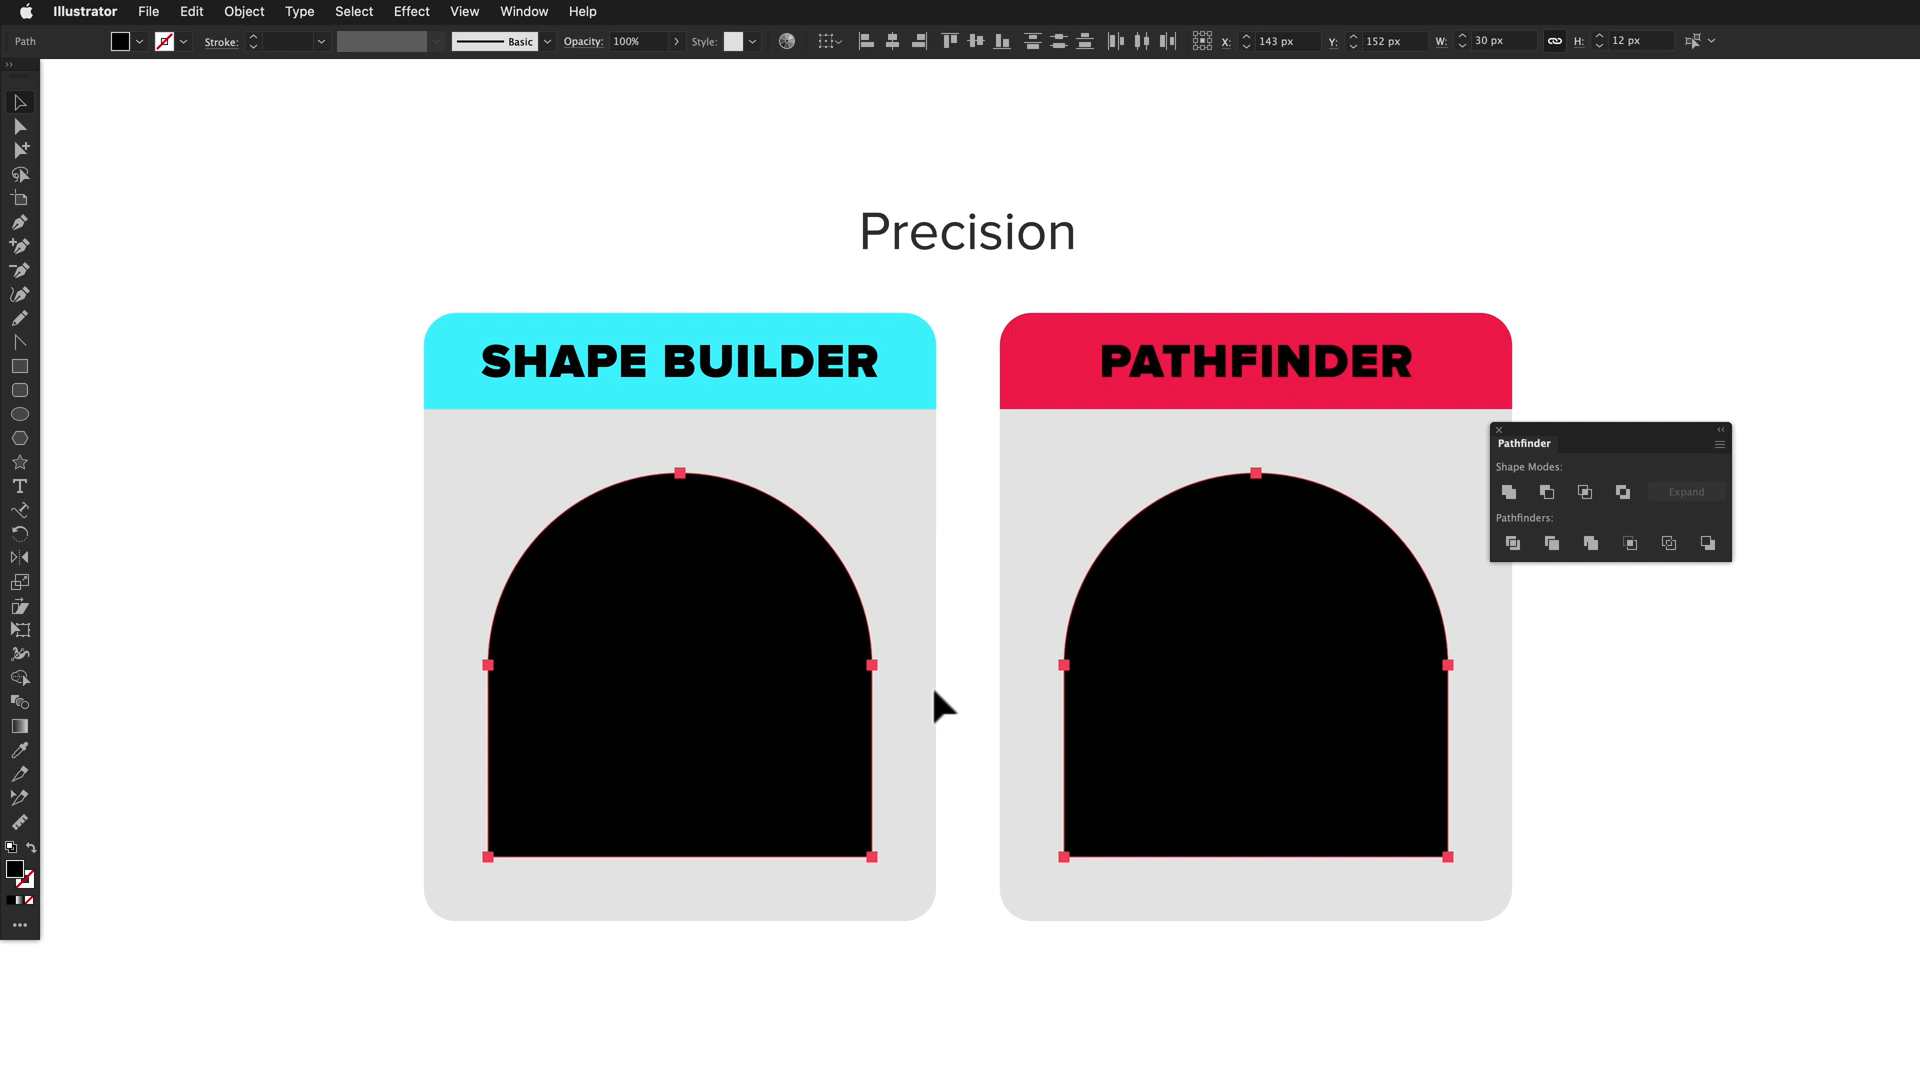 Illustrator File Edit Object Type Select Effect View Window Help
Path Stroke: Basic Opacity: 100% Style: X: 143 px Y: 152 px W: 30 px H: 12 px
Precision
SHAPE BUILDER
PATHFINDER
Pathfinder
Shape Modes:
Expand
Pathfinders: